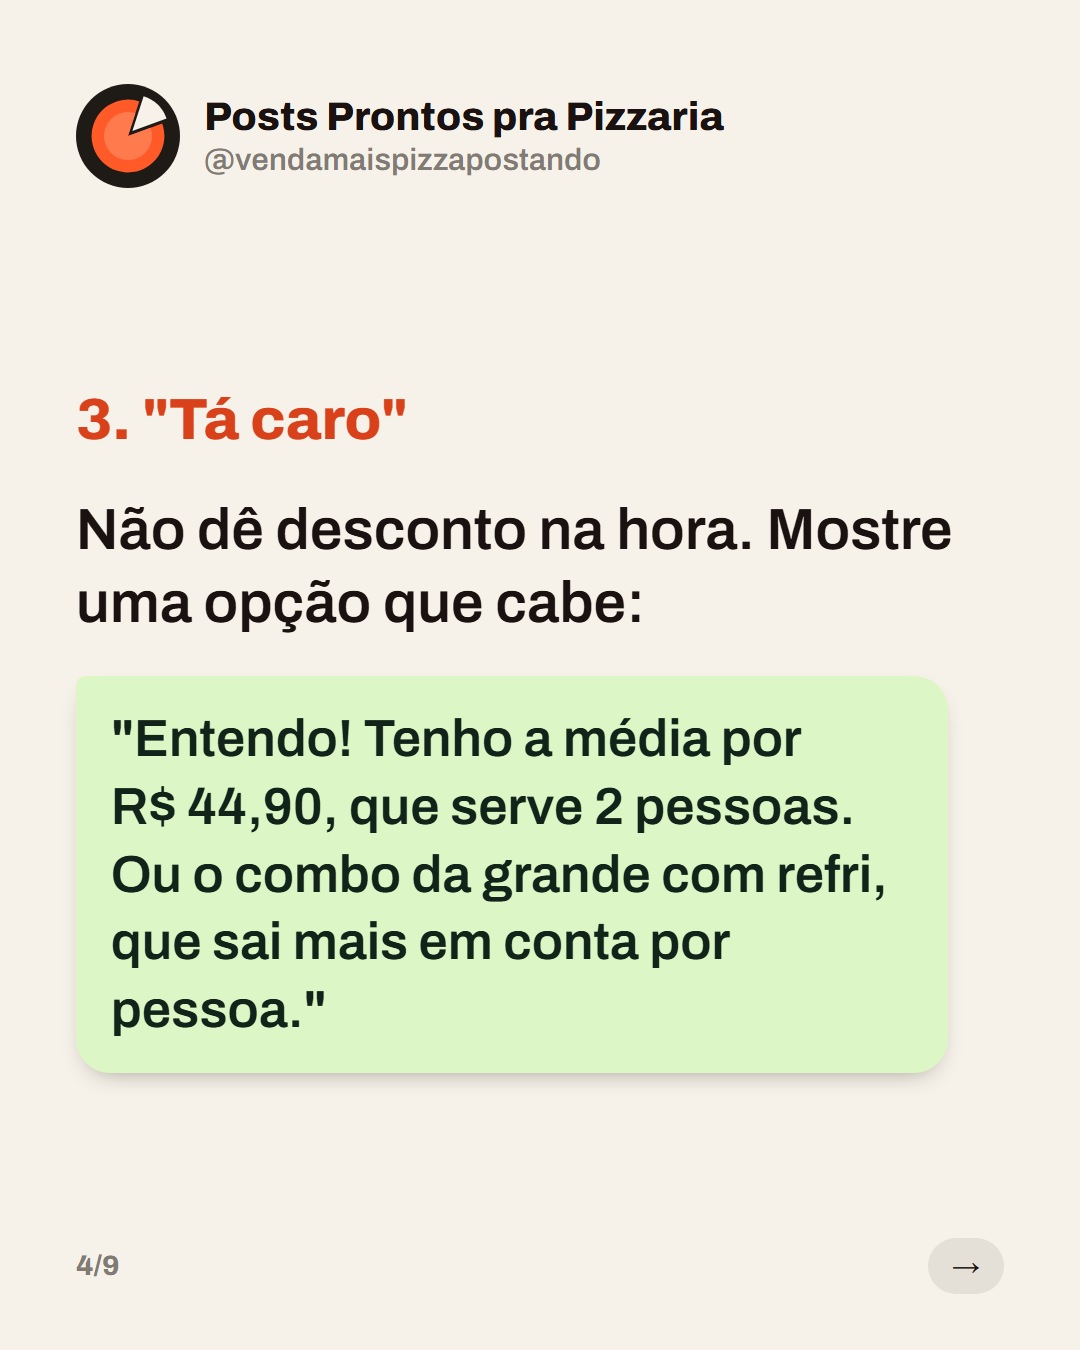 Posts Prontos pra Pizzaria
@vendamaispizzapostando
3. "Tá caro"
Não dê desconto na hora. Mostre
uma opção que cabe:
"Entendo! Tenho a média por
R$ 44,90, que serve 2 pessoas.
Ou o combo da grande com refri,
que sai mais em conta por
pessoa."
4/9
→